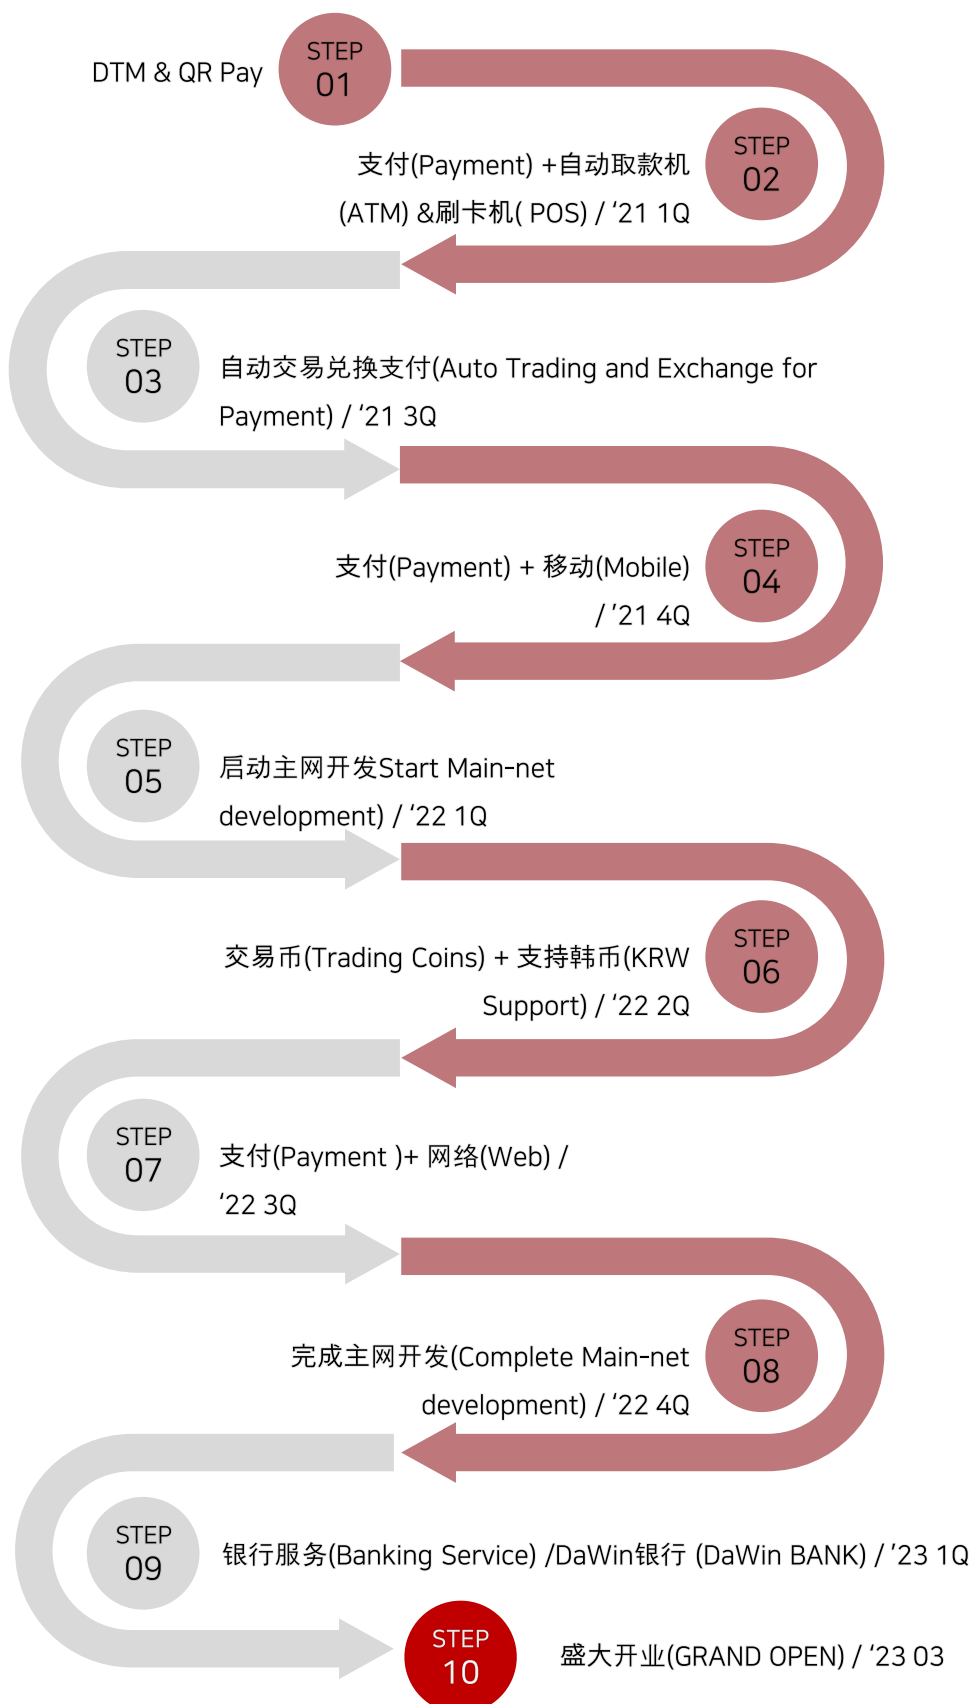 DTM & QR Pay
STEP
01
支付(Payment) +自动取款机
(ATM) &刷卡机( POS) / ‘21 1Q
STEP
02
STEP
03
自动交易兑换支付(Auto Trading and Exchange for
Payment) / ‘21 3Q
支付(Payment) + 移动(Mobile)
/ ’21 4Q
STEP
04
STEP
05
启动主网开发Start Main-net
development) / ‘22 1Q
交易币(Trading Coins) + 支持韩币(KRW
Support) / ‘22 2Q
STEP
06
STEP
07
支付(Payment )+ 网络(Web) /
‘22 3Q
完成主网开发(Complete Main-net
development) / ‘22 4Q
STEP
08
STEP
09
银行服务(Banking Service) /DaWin银行 (DaWin BANK) / ’23 1Q
STEP
10
盛大开业(GRAND OPEN) / ‘23 03